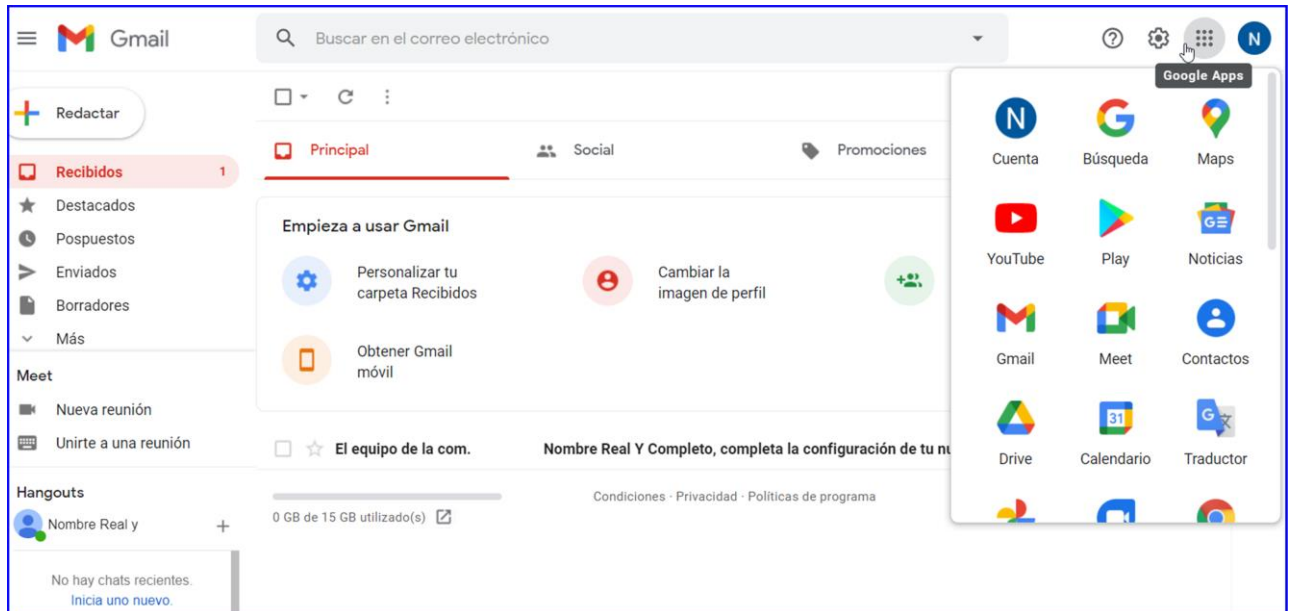 Gmail
Buscar en el correo electrónico
N
Google Apps
Redactar
Recibidos 1
Destacados
Pospuestos
Enviados
Borradores
Más
Meet
Nueva reunión
Unirte a una reunión
Hangouts
Nombre Real y
No hay chats recientes.
Inicia uno nuevo.
Principal
Social
Promociones
Empieza a usar Gmail
Personalizar tu
carpeta Recibidos
Cambiar la
imagen de perfil
Obtener Gmail
móvil
El equipo de la com. Nombre Real Y Completo, completa la configuración de tu
0 GB de 15 GB utilizado(s)
Condiciones · Privacidad · Políticas de programa
N
Cuenta
G
Búsqueda
Maps
YouTube
Play
GE
Noticias
Gmail
Meet
Contactos
Drive
31
Calendario
G
Traductor